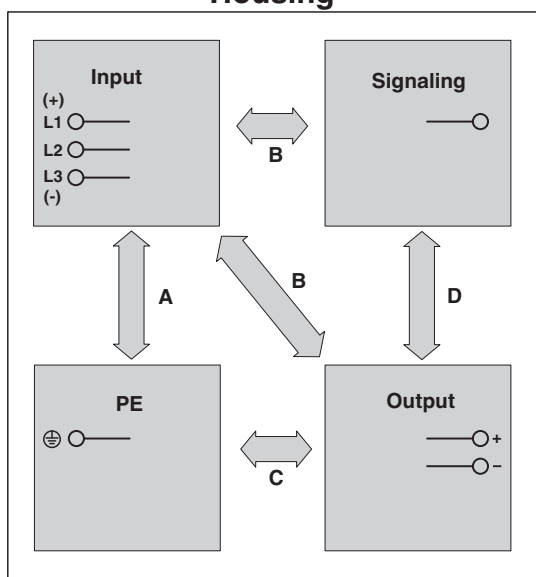 Housing
Input
(+)
L1
L2
L3
(-)
B
Signaling
A
B
D
PE
C
Output
+
–